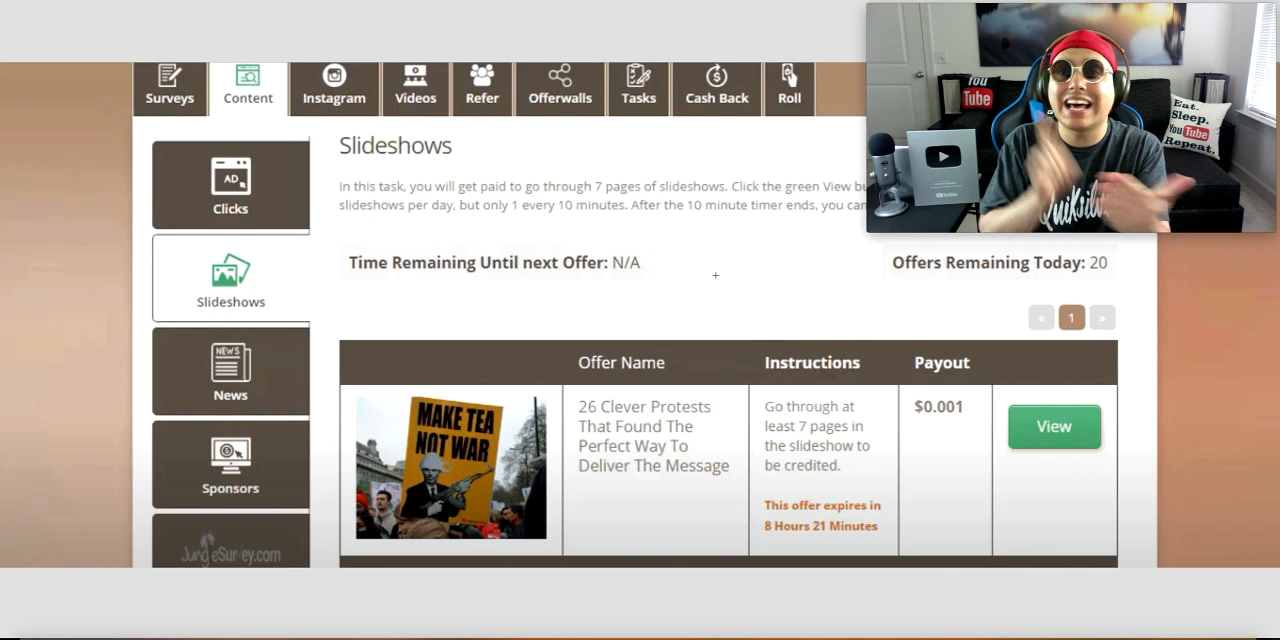 Surveys
Content
Instagram
Videos
Refer
Offerwalls
Tasks
Cash Back
Roll
You
Tube
Eat.
Sleep.
YouTube
Repeat.
Quiksilv
AD
Clicks
Slideshows
NEWS
News
Sponsors
JungleSurvey.com
Slideshows
In this task, you will get paid to go through 7 pages of slideshows. Click the green View bu
slideshows per day, but only 1 every 10 minutes. After the 10 minute timer ends, you can
Time Remaining Until next Offer: N/A
Offers Remaining Today: 20
« 1 »
Offer Name
Instructions
Payout
MAKE TEA
NOT WAR
26 Clever Protests
That Found The
Perfect Way To
Deliver The Message
Go through at
least 7 pages in
the slideshow to
be credited.
This offer expires in
8 Hours 21 Minutes
$0.001
View